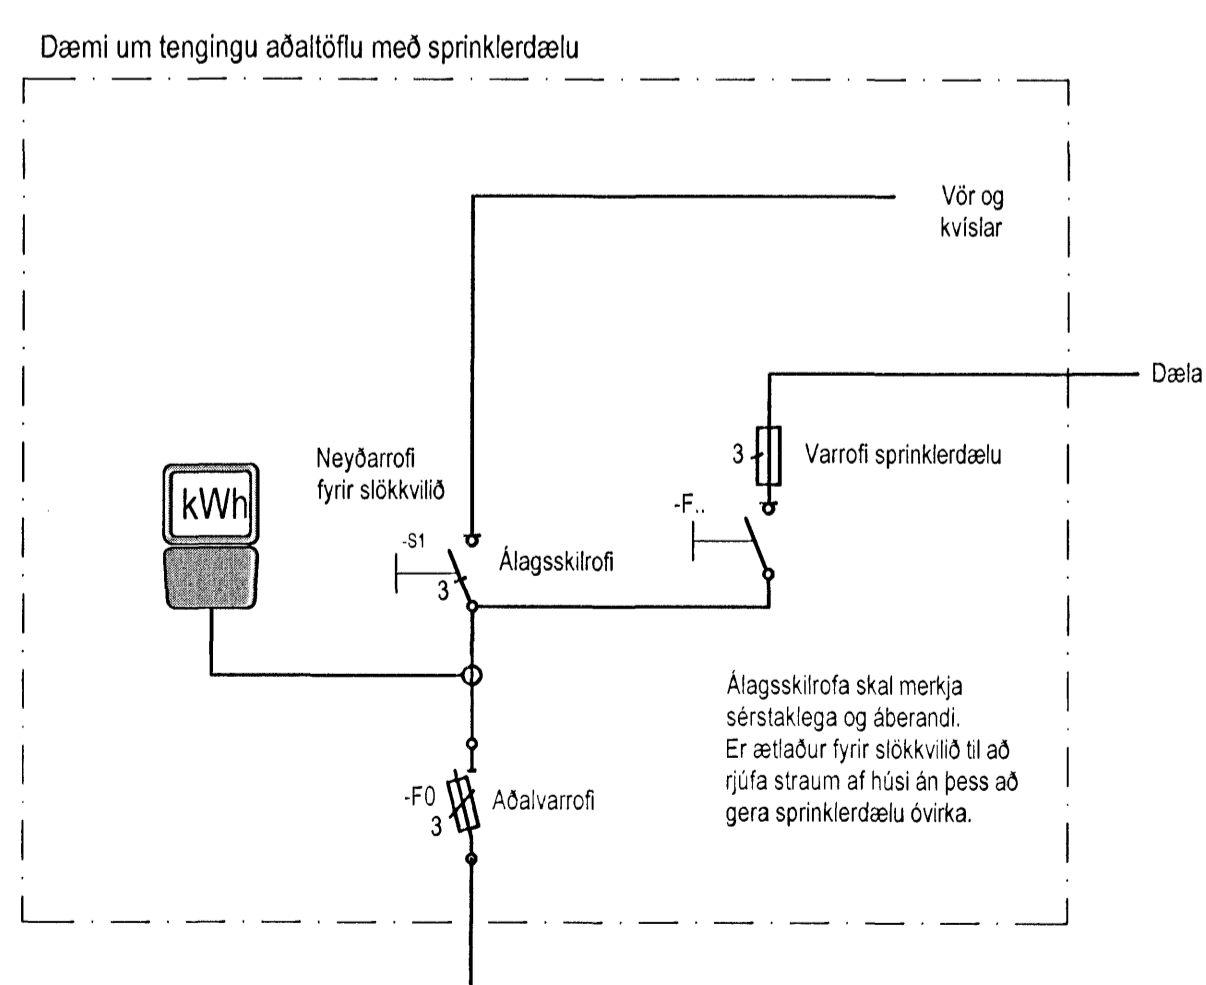 Dæmi um tengingu aðaltöflu með sprinklerdælu
Vör og
kvíslar
Dæla
3
Varrofi sprinklerdælu
-F..
Neyðarrofi
fyrir slökkvilið
kWh
-S1
Álagsskilrofi
3
Álagsskilrofa skal merkja
sérstaklega og áberandi.
Er ætlaður fyrir slökkvilið til að
rjúfa straum af húsi án þess að
gera sprinklerdælu óvirka.
-F0
Aðalvarrofi
3